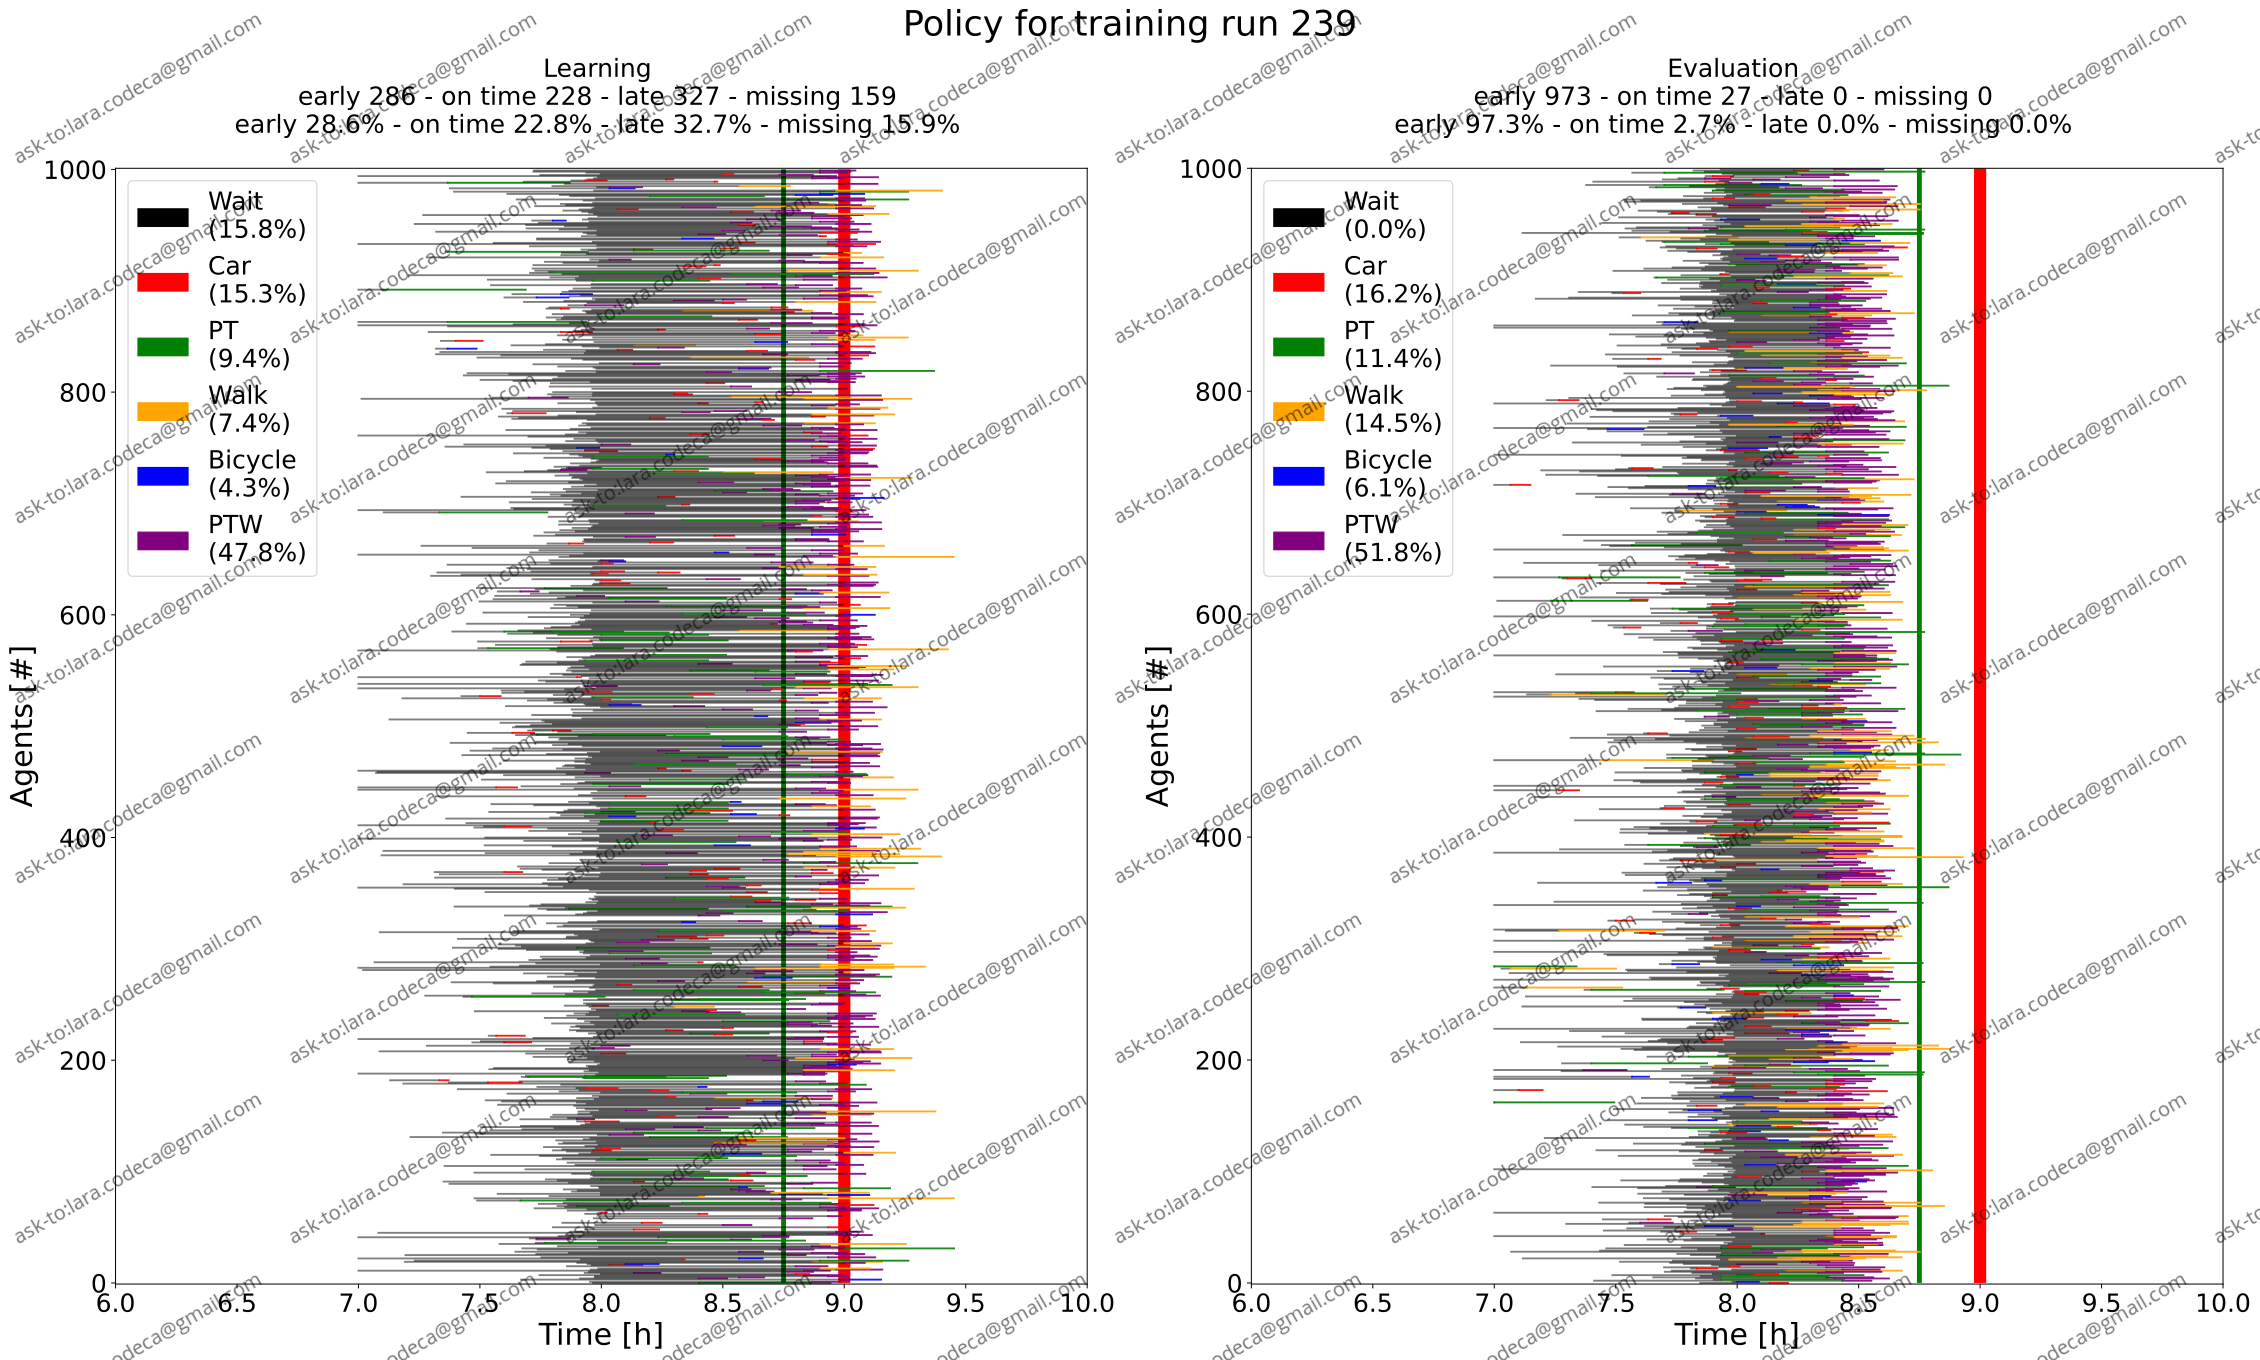 Policy for training run 239
Learning
early 286 - on time 228 - late 327 - missing 159
early 28.6% - on time 22.8% - late 32.7% - missing 15.9%
1000
800
600
400
200
0
Agents [#]
Wait
(15.8%)
Car
(15.3%)
PT
(9.4%)
Walk
(7.4%)
Bicycle
(4.3%)
PTW
(47.8%)
6.0 6.5 7.0 7.5 8.0 8.5 9.0 9.5 10.0
Time [h]
Evaluation
early 973 - on time 27 - late 0 - missing 0
early 97.3% - on time 2.7% - late 0.0% - missing 0.0%
1000
800
600
400
200
0
Agents [#]
Wait
(0.0%)
Car
(16.2%)
PT
(11.4%)
Walk
(14.5%)
Bicycle
(6.1%)
PTW
(51.8%)
6.0 6.5 7.0 7.5 8.0 8.5 9.0 9.5 10.0
Time [h]
ask-to:lara.codeca@gmail.com